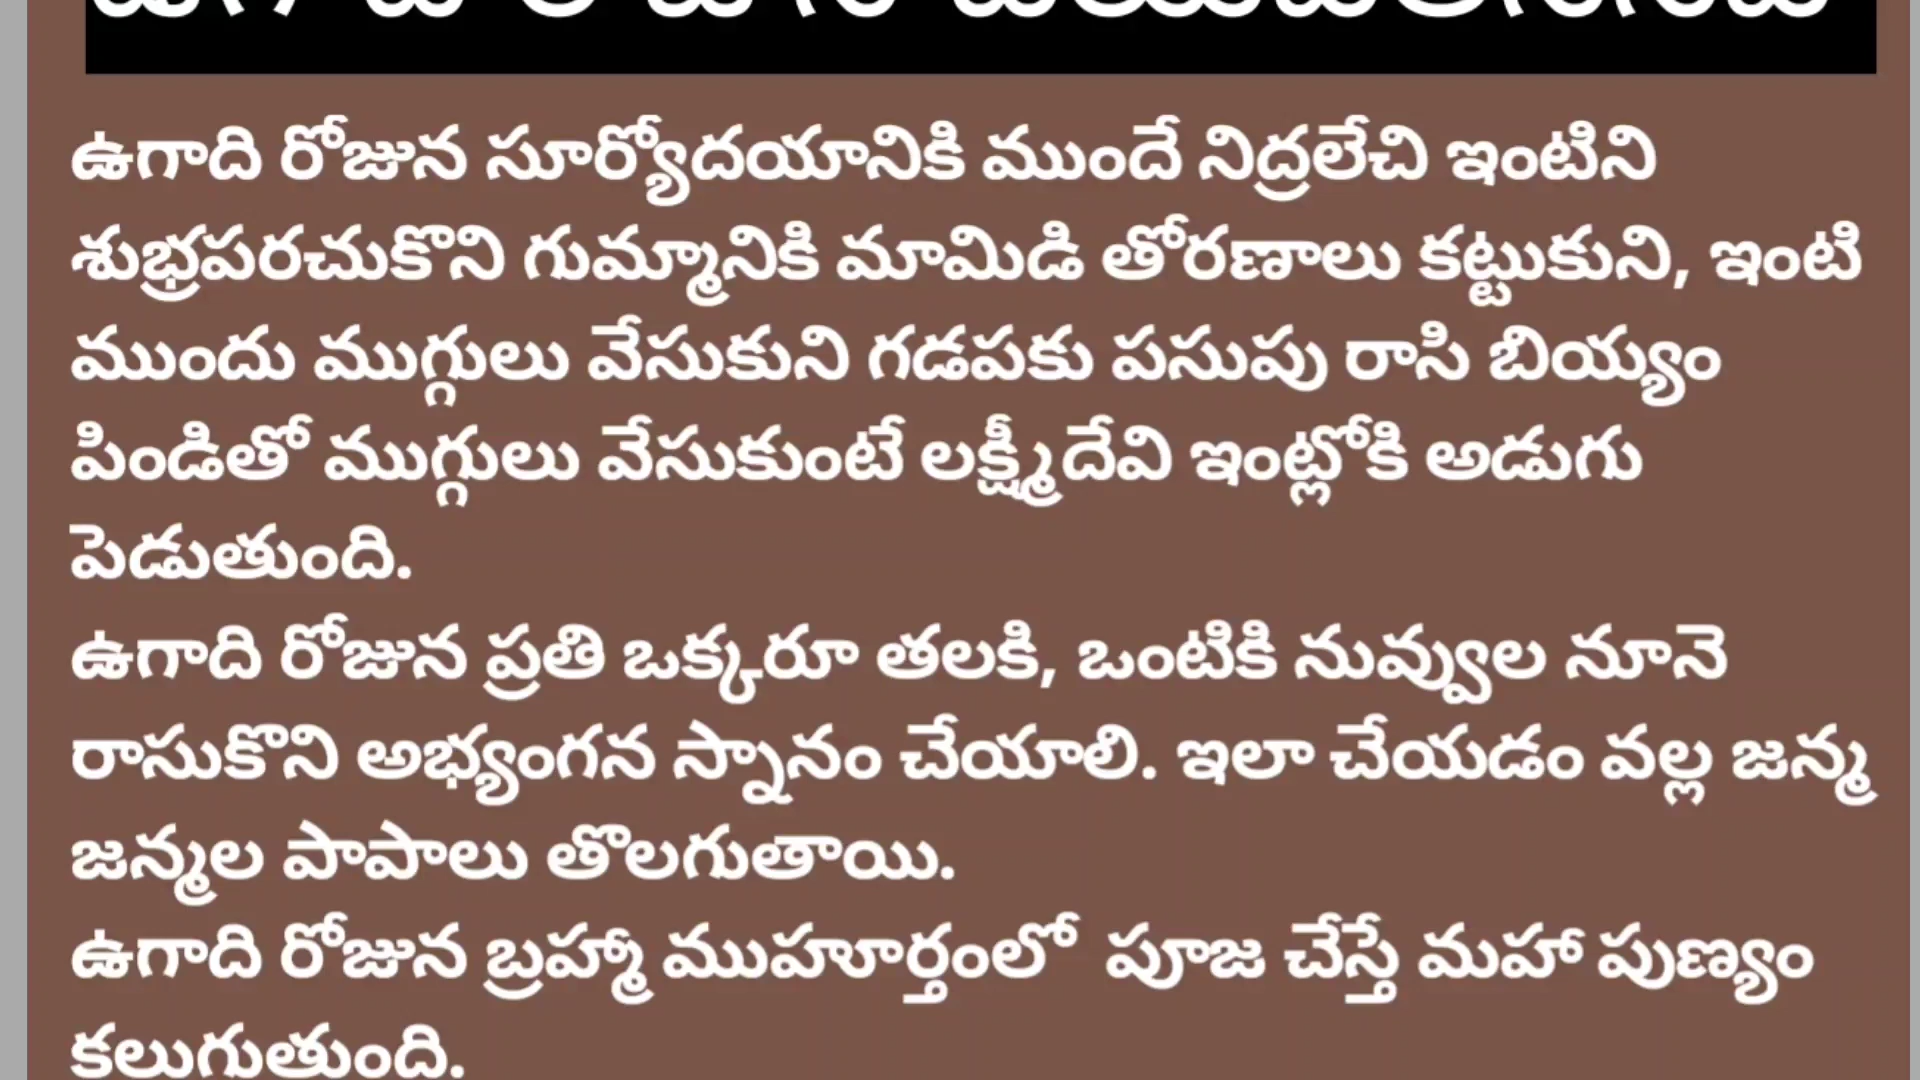 ఉగాది రోజున సూర్యోదయానికి ముందే నిద్రలేచి ఇంటిని
శుభ్రపరచుకొని గుమ్మానికి మామిడి తోరణాలు కట్టుకుని, ఇంటి
ముందు ముగ్గులు వేసుకుని గడపకు పసుపు రాసి బియ్యం
పిండితో ముగ్గులు వేసుకుంటే లక్ష్మీదేవి ఇంట్లోకి అడుగు
పెడుతుంది.
ఉగాది రోజున ప్రతి ఒక్కరూ తలకి, ఒంటికి నువ్వుల నూనె
రాసుకొని అభ్యంగన స్నానం చేయాలి. ఇలా చేయడం వల్ల జన్మ
జన్మల పాపాలు తొలగుతాయి.
ఉగాది రోజున బ్రహ్మా ముహూర్తంలో పూజ చేస్తే మహా పుణ్యం
కలుగుతుంది.